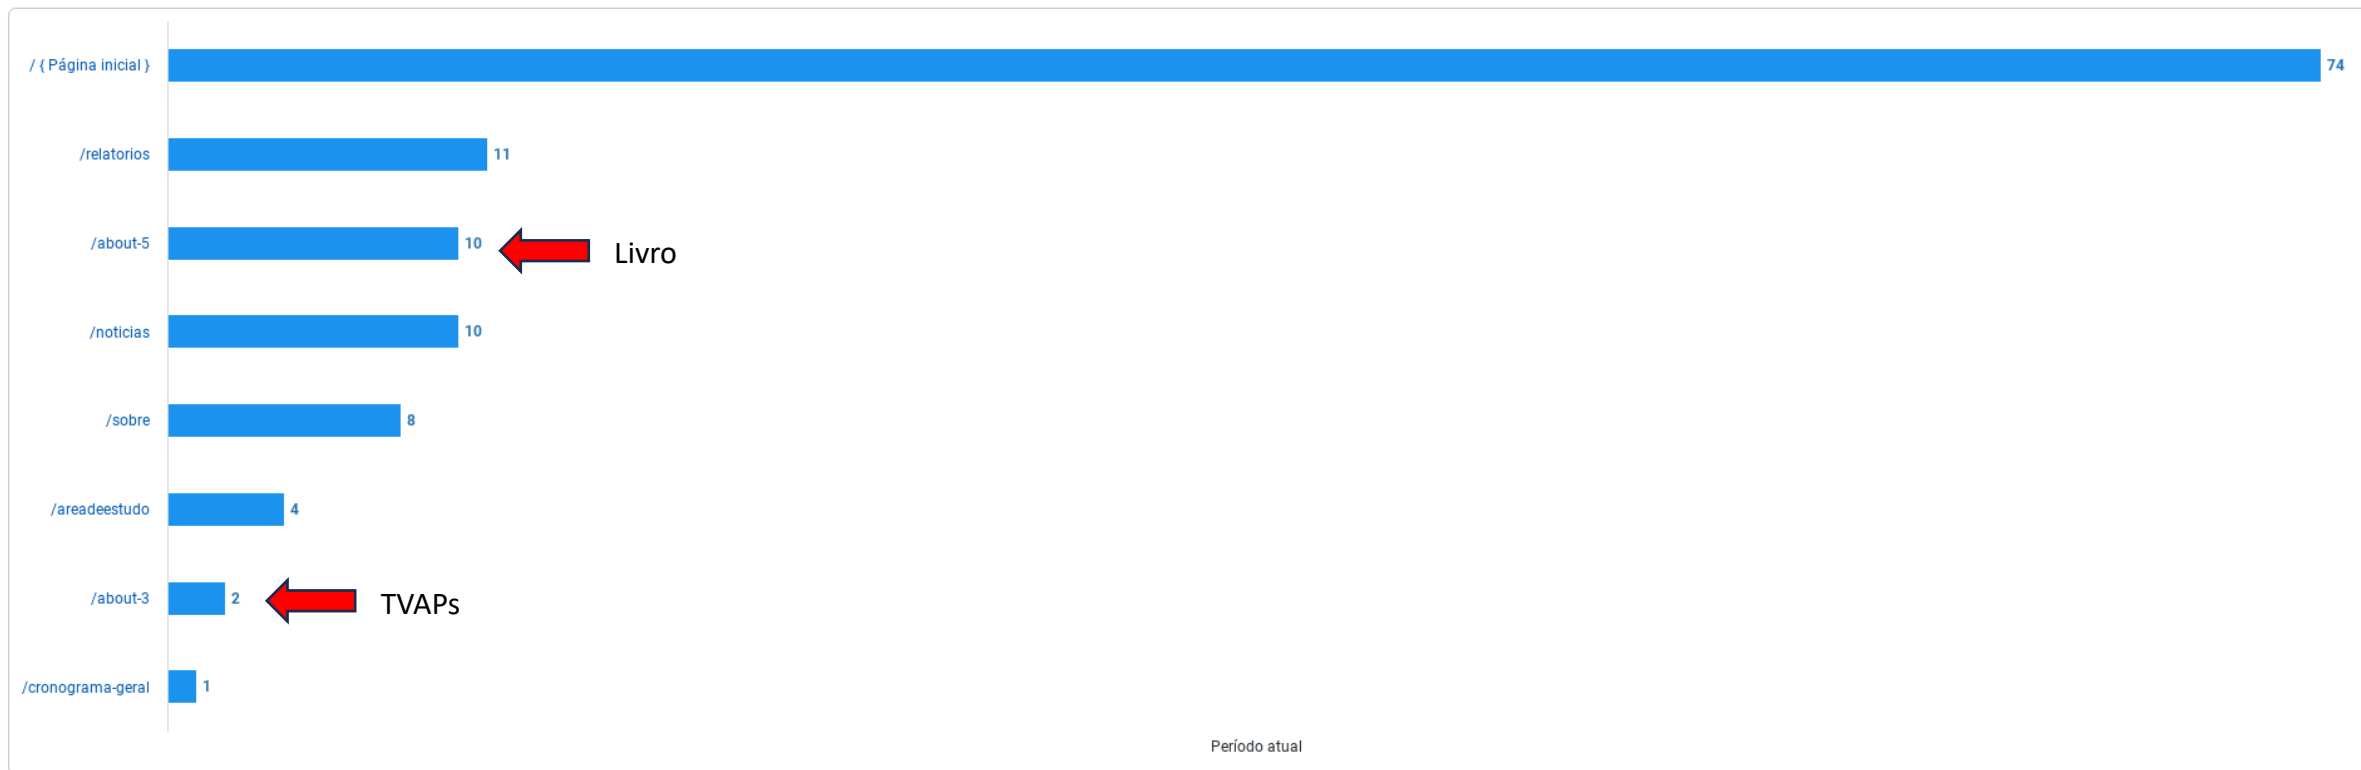 / { Página inicial } 74
/relatorios 11
/about-5 10 Livro
/noticias 10
/sobre 8
/areadeestudo 4
/about-3 2 TVAPs
/cronograma-geral 1
Período atual